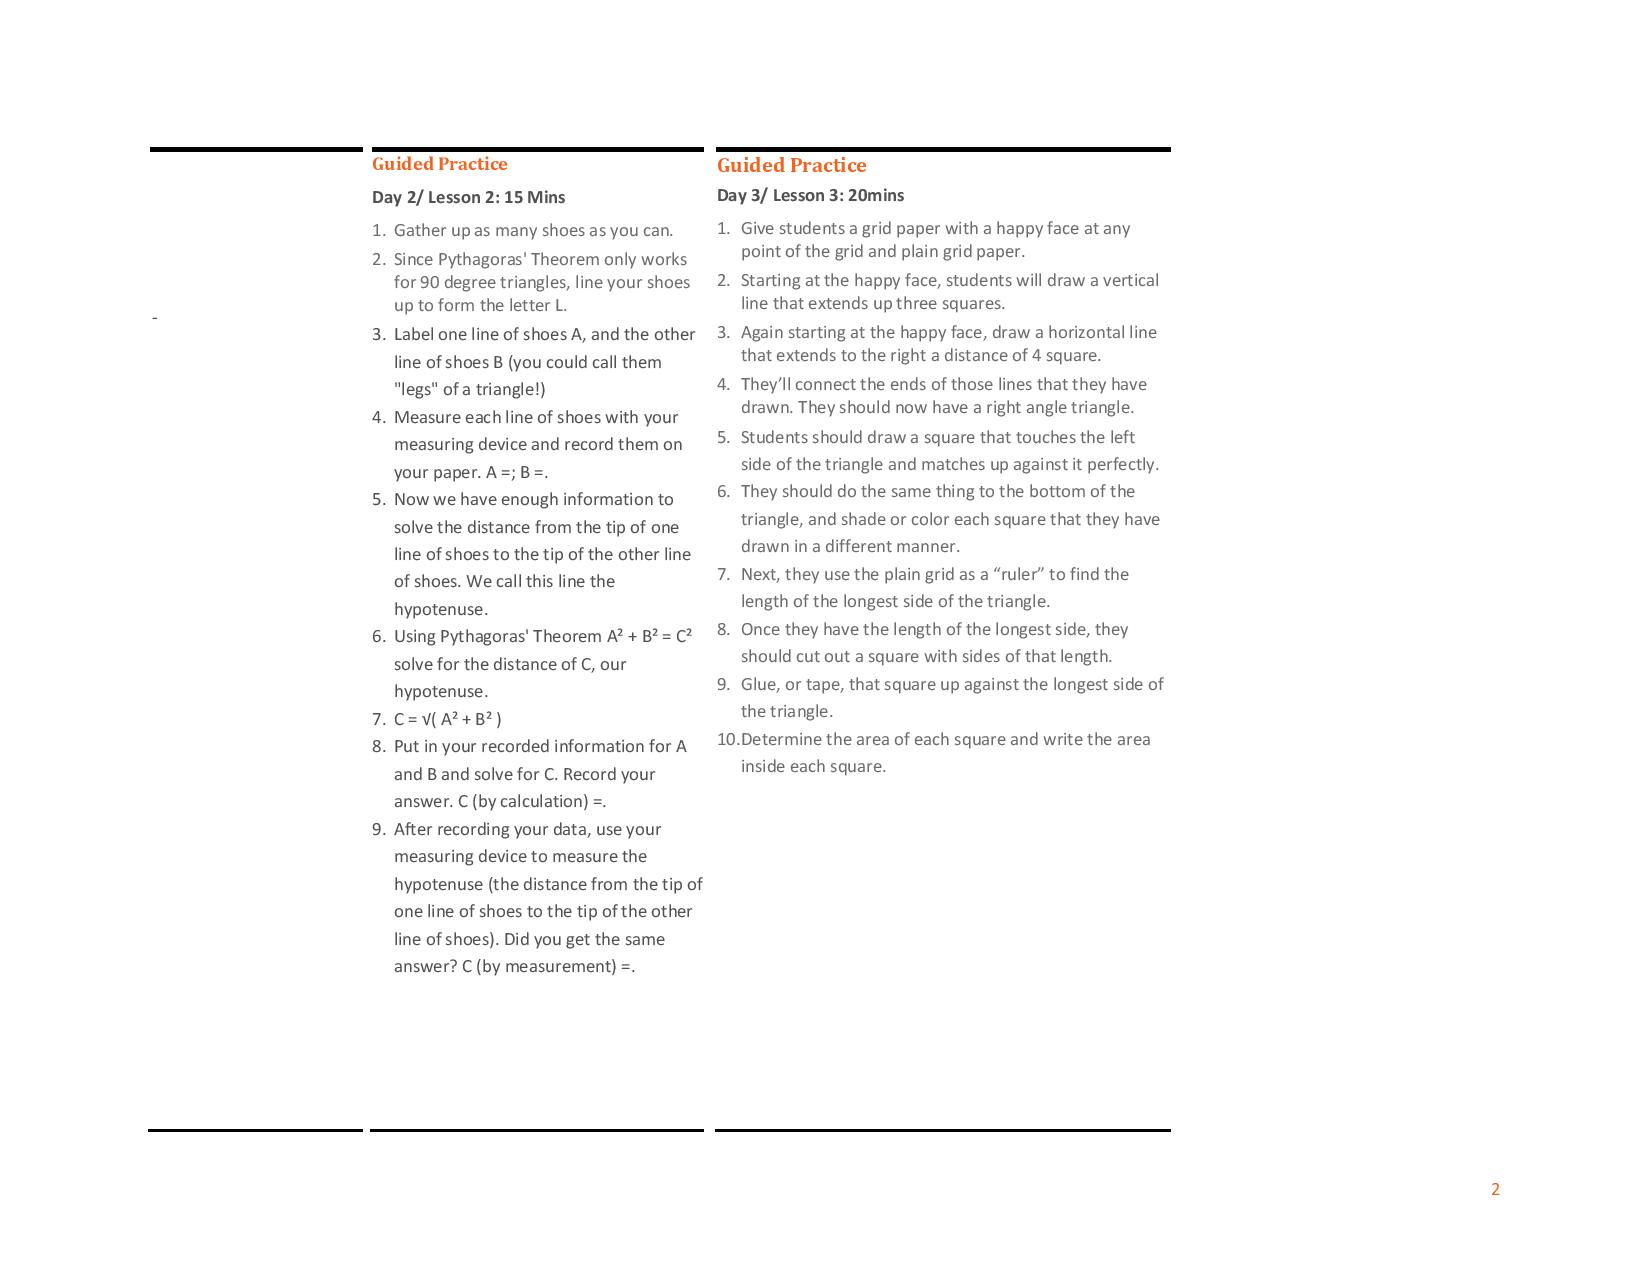 -
Guided Practice
Day 2/ Lesson 2: 15 Mins
1. Gather up as many shoes as you can.
2. Since Pythagoras' Theorem only works
for 90 degree triangles, line your shoes
up to form the letter L.
3. Label one line of shoes A, and the other
line of shoes B (you could call them
"legs" of a triangle!)
4. Measure each line of shoes with your
measuring device and record them on
your paper. A =; B =.
5. Now we have enough information to
solve the distance from the tip of one
line of shoes to the tip of the other line
of shoes. We call this line the
hypotenuse.
6. Using Pythagoras' Theorem A² + B² = C²
solve for the distance of C, our
hypotenuse.
7. C = √( A² + B² )
8. Put in your recorded information for A
and B and solve for C. Record your
answer. C (by calculation) =.
9. After recording your data, use your
measuring device to measure the
hypotenuse (the distance from the tip of
one line of shoes to the tip of the other
line of shoes). Did you get the same
answer? C (by measurement) =.
Guided Practice
Day 3/ Lesson 3: 20mins
1. Give students a grid paper with a happy face at any
point of the grid and plain grid paper.
2. Starting at the happy face, students will draw a vertical
line that extends up three squares.
3. Again starting at the happy face, draw a horizontal line
that extends to the right a distance of 4 square.
4. They’ll connect the ends of those lines that they have
drawn. They should now have a right angle triangle.
5. Students should draw a square that touches the left
side of the triangle and matches up against it perfectly.
6. They should do the same thing to the bottom of the
triangle, and shade or color each square that they have
drawn in a different manner.
7. Next, they use the plain grid as a “ruler” to find the
length of the longest side of the triangle.
8. Once they have the length of the longest side, they
should cut out a square with sides of that length.
9. Glue, or tape, that square up against the longest side of
the triangle.
10.Determine the area of each square and write the area
inside each square.
2